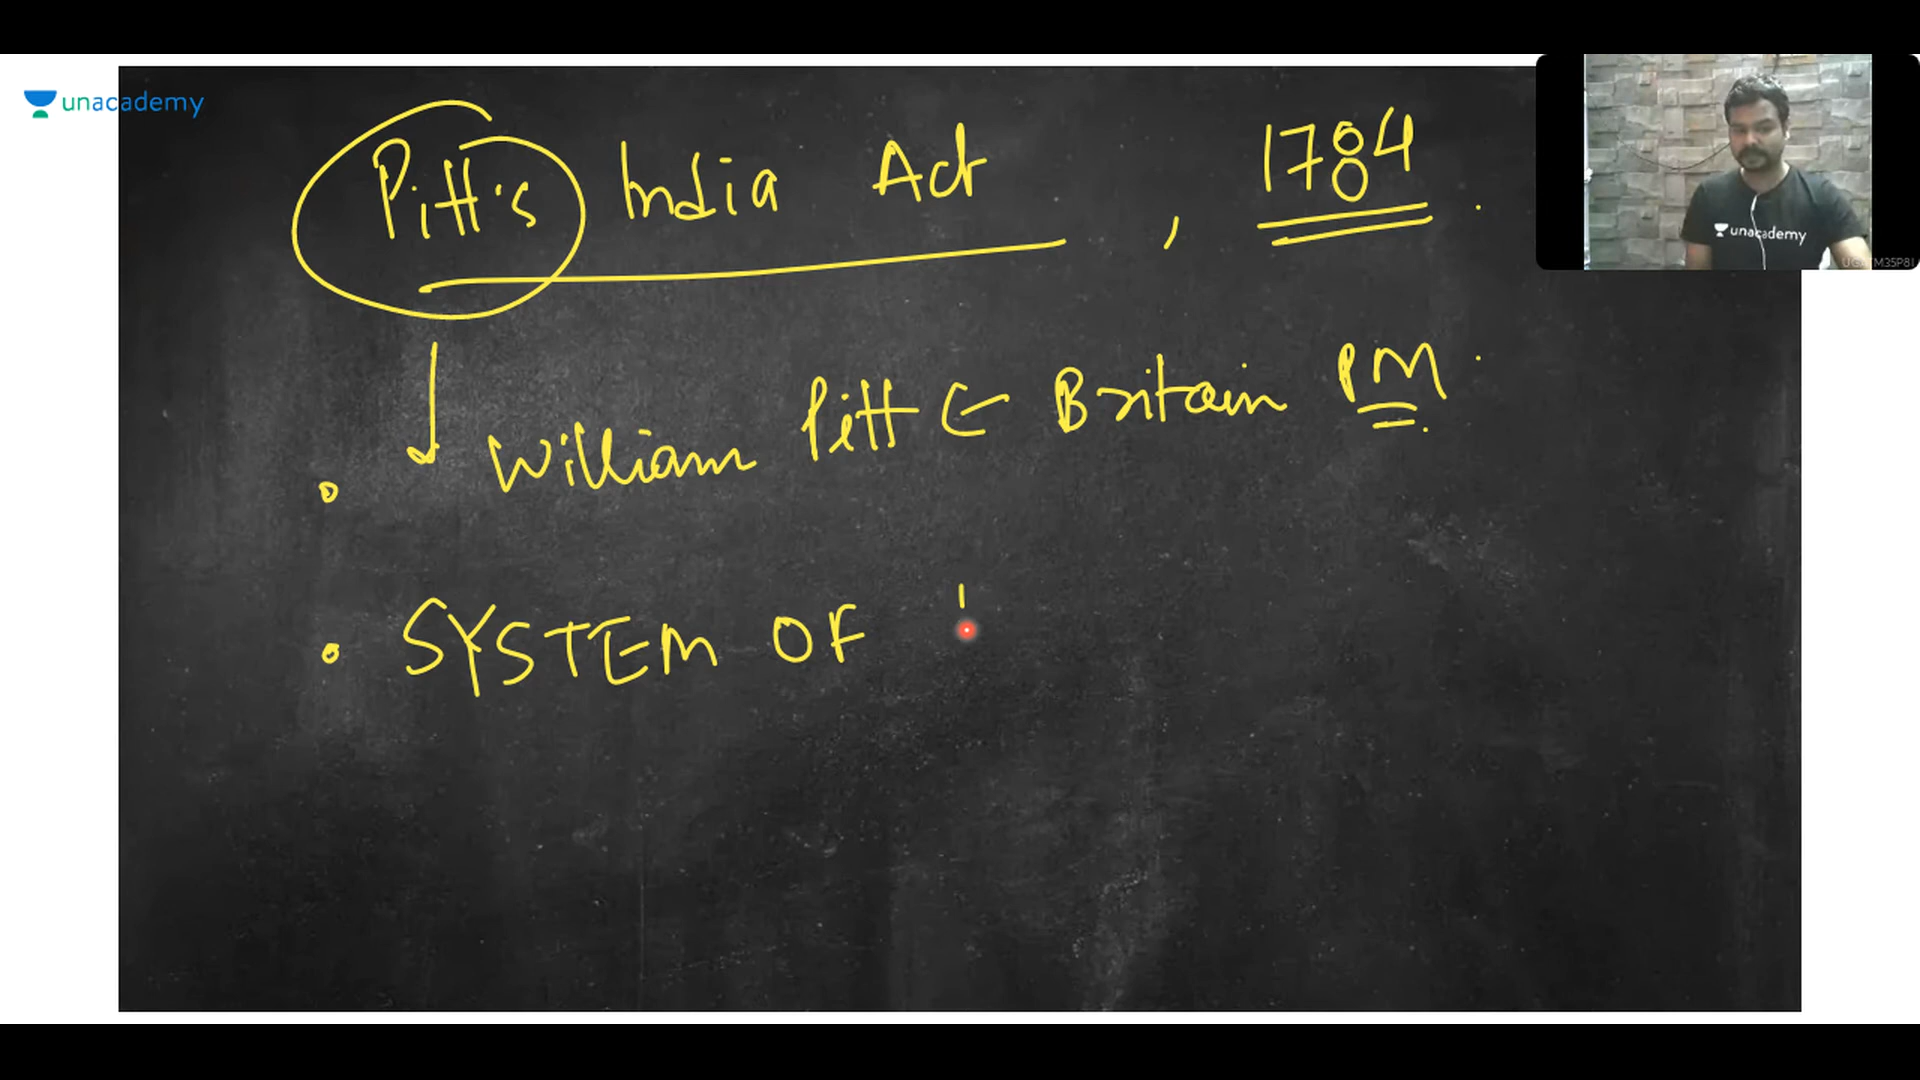 unacademy
Pitt's India Act , 1784.
William Pitt ← Britain PM.
• SYSTEM OF
unacademy